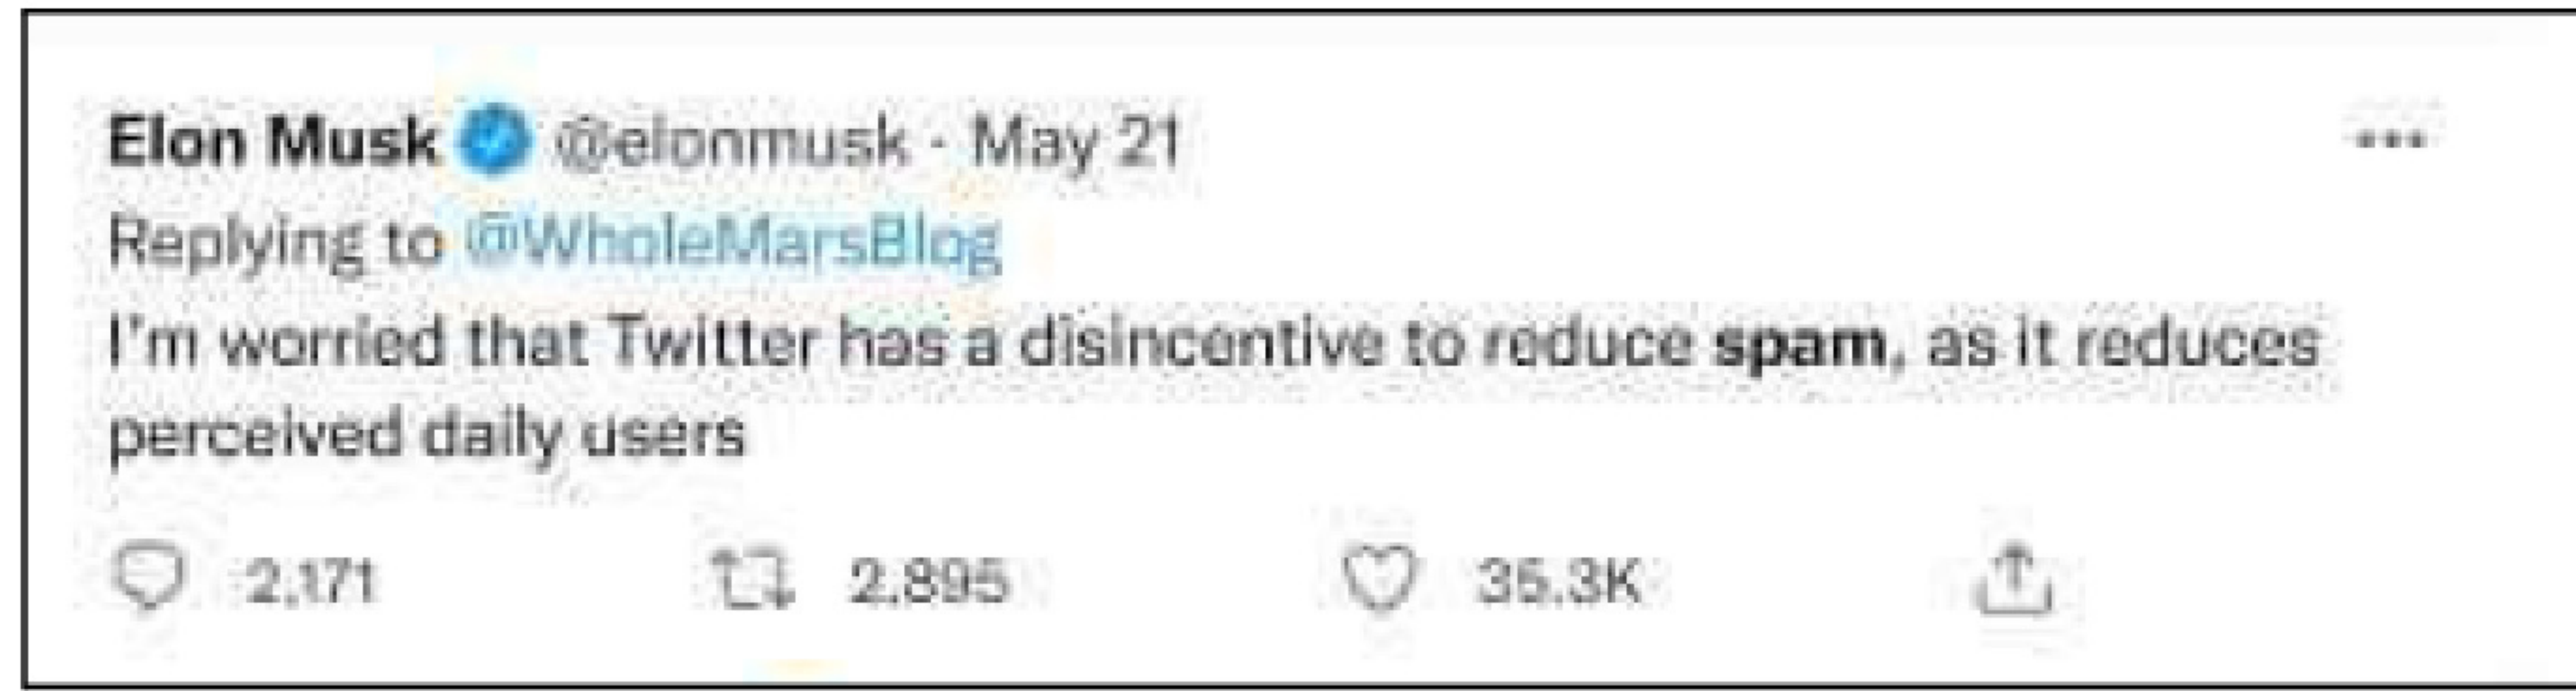 Elon Musk @elonmusk · May 21
Replying to @WholeMarsBlog
I'm worried that Twitter has a disincentive to reduce spam, as it reduces
perceived daily users
2,171 2,895 35.3K